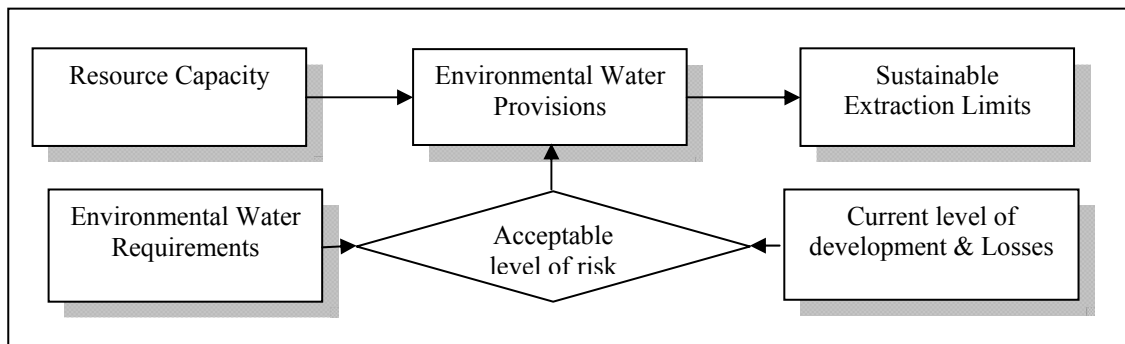 Resource Capacity
Environmental Water
Provisions
Sustainable
Extraction Limits
Environmental Water
Requirements
Acceptable
level of risk
Current level of
development & Losses